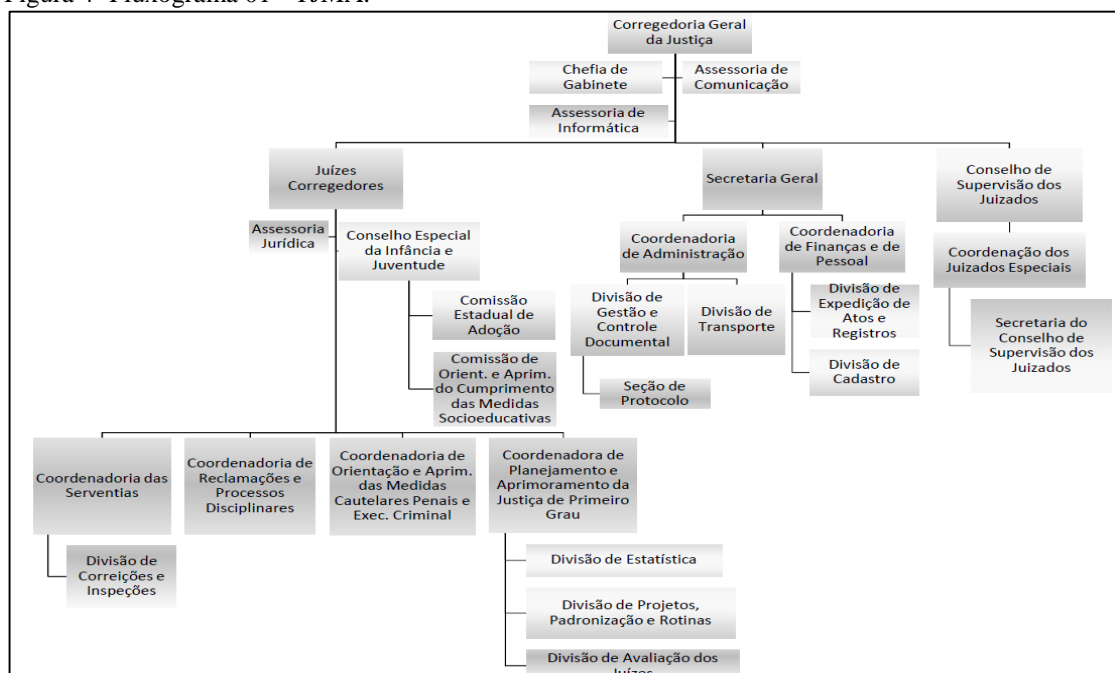 Figura 4- Fluxograma 01 – TJMA.
Corregedoria Geral
da Justiça
Chefia de
Gabinete
Assessoria de
Comunicação
Assessoria de
Informática
Juízes
Corregedores
Secretaria Geral
Conselho de
Supervisão dos
Juizados
Assessoria
Jurídica
Conselho Especial
da Infância e
Juventude
Coordenadoria
de Administração
Coordenadoria
de Finanças e de
Pessoal
Coordenação dos
Juizados Especiais
Comissão
Estadual de
Adoção
Divisão de
Gestão e
Controle
Documental
Divisão de
Transporte
Divisão de
Expedição de
Atos e
Registros
Secretaria do
Conselho de
Supervisão dos
Juizados
Comissão de
Orient. e Aprim.
do Cumprimento
das Medidas
Socioeducativas
Seção de
Protocolo
Divisão de
Cadastro
Coordenadoria das
Serventias
Coordenadoria de
Reclamações e
Processos
Disciplinares
Coordenadoria de
Orientação e Aprim.
das Medidas
Cautelares Penais e
Exec. Criminal
Coordenadora de
Planejamento e
Aprimoramento da
Justiça de Primeiro
Grau
Divisão de
Correições e
Inspeções
Divisão de Estatística
Divisão de Projetos,
Padronização e Rotinas
Divisão de Avaliação dos
Juízes